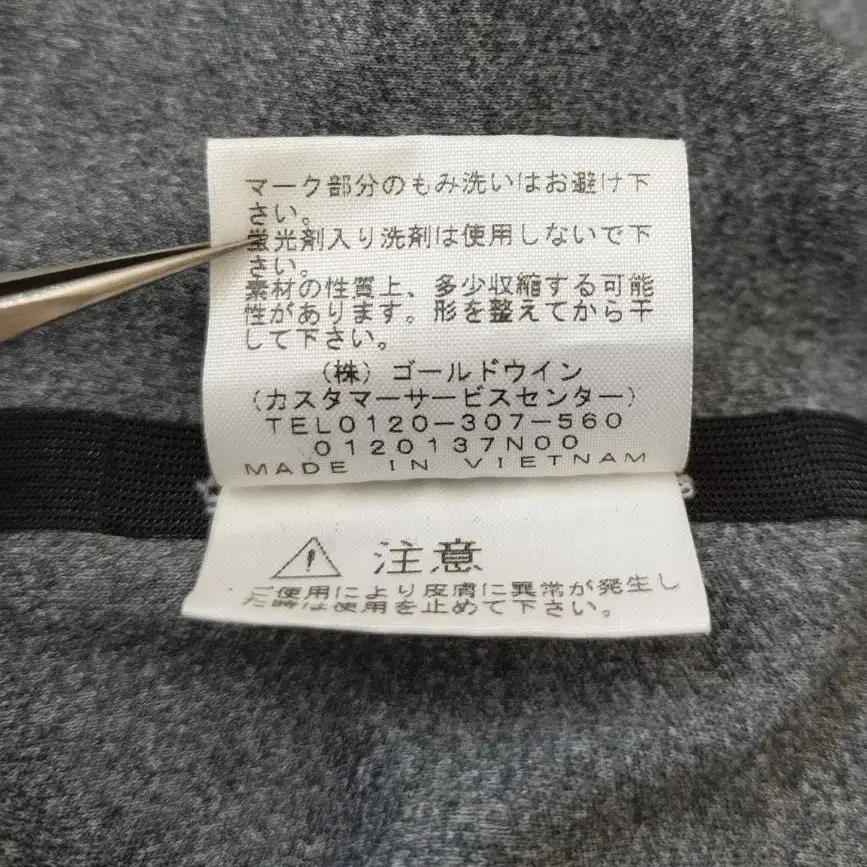 マーク部分のもみ洗いはお避け下
さい。
蛍光剤入り洗剤は使用しないで下
さい。
素材の性質上、多少収縮する可能
性があります。形を整えてから干
して下さい。
(株) ゴールドウイン
(カスタマーサービスセンター)
TEL0120-307-560
0120137N00
MADE IN VIETNAM
注意
ご使用により皮膚に異常が発生し
た時は使用を止めて下さい。